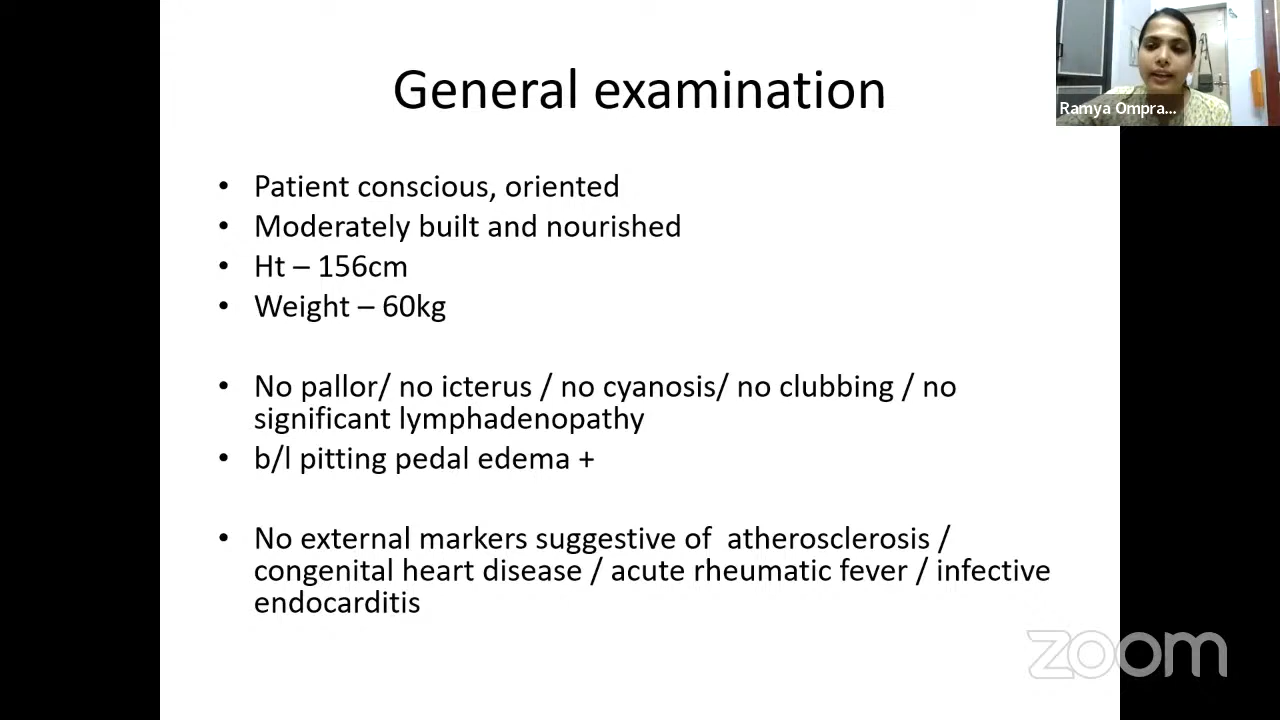 General examination
Ramya Ompra...
• Patient conscious, oriented
• Moderately built and nourished
• Ht – 156cm
• Weight – 60kg
• No pallor/ no icterus / no cyanosis/ no clubbing / no
significant lymphadenopathy
• b/l pitting pedal edema +
• No external markers suggestive of  atherosclerosis /
congenital heart disease / acute rheumatic fever / infective
endocarditis
zoom